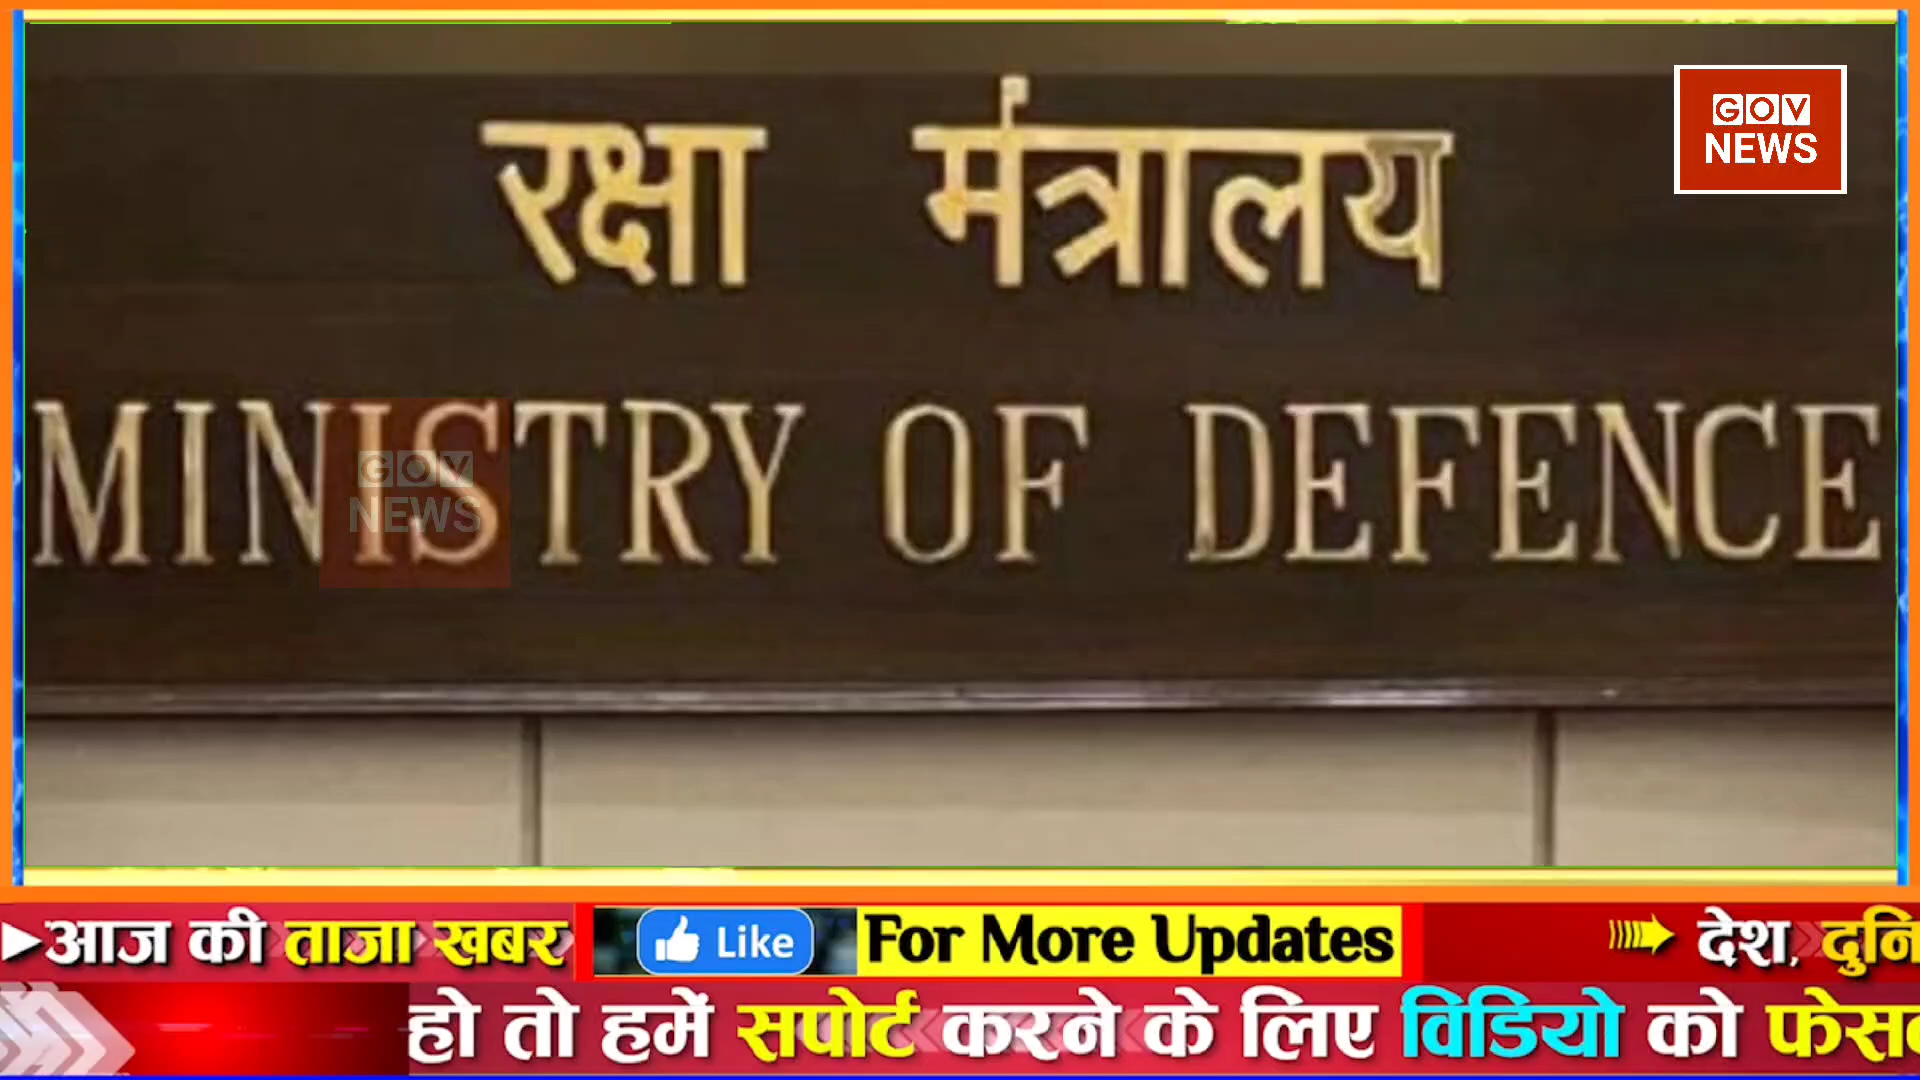 रक्षा मंत्रालय
GOV
NEWS
MINISTRY OF DEFENCE
GOV
NEWS
आज की ताजा खबर
Like
For More Updates
देश,
हो तो हमें सपोर्ट करने के लिए विडियो को